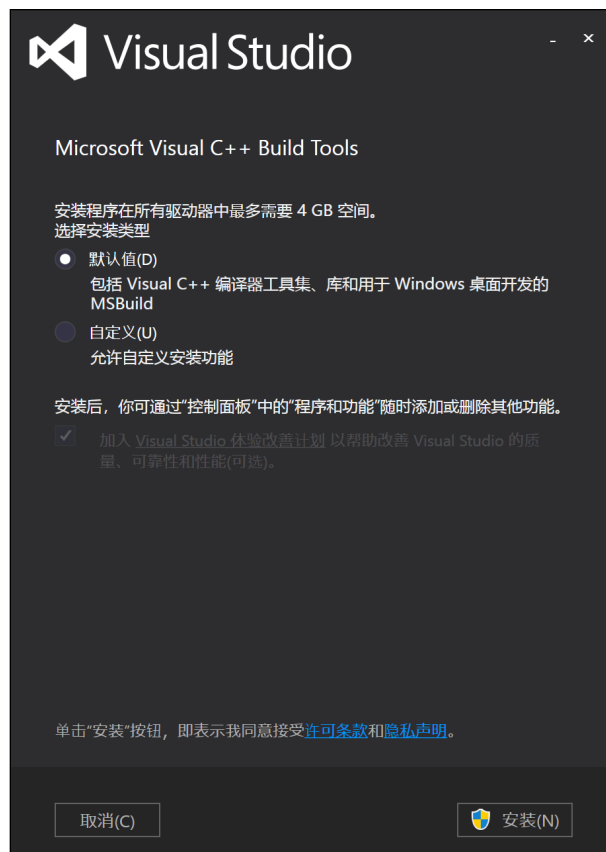 Visual Studio
Microsoft Visual C++ Build Tools
安装程序在所有驱动器中最多需要 4 GB 空间。
选择安装类型
默认值(D)
包括 Visual C++ 编译器工具集、库和用于 Windows 桌面开发的
MSBuild
自定义(U)
允许自定义安装功能
安装后，你可通过“控制面板”中的“程序和功能”随时添加或删除其他功能。
加入 Visual Studio 体验改善计划 以帮助改善 Visual Studio 的质
量、可靠性和性能(可选)。
单击“安装”按钮，即表示我同意接受许可条款和隐私声明。
取消(C)
安装(N)